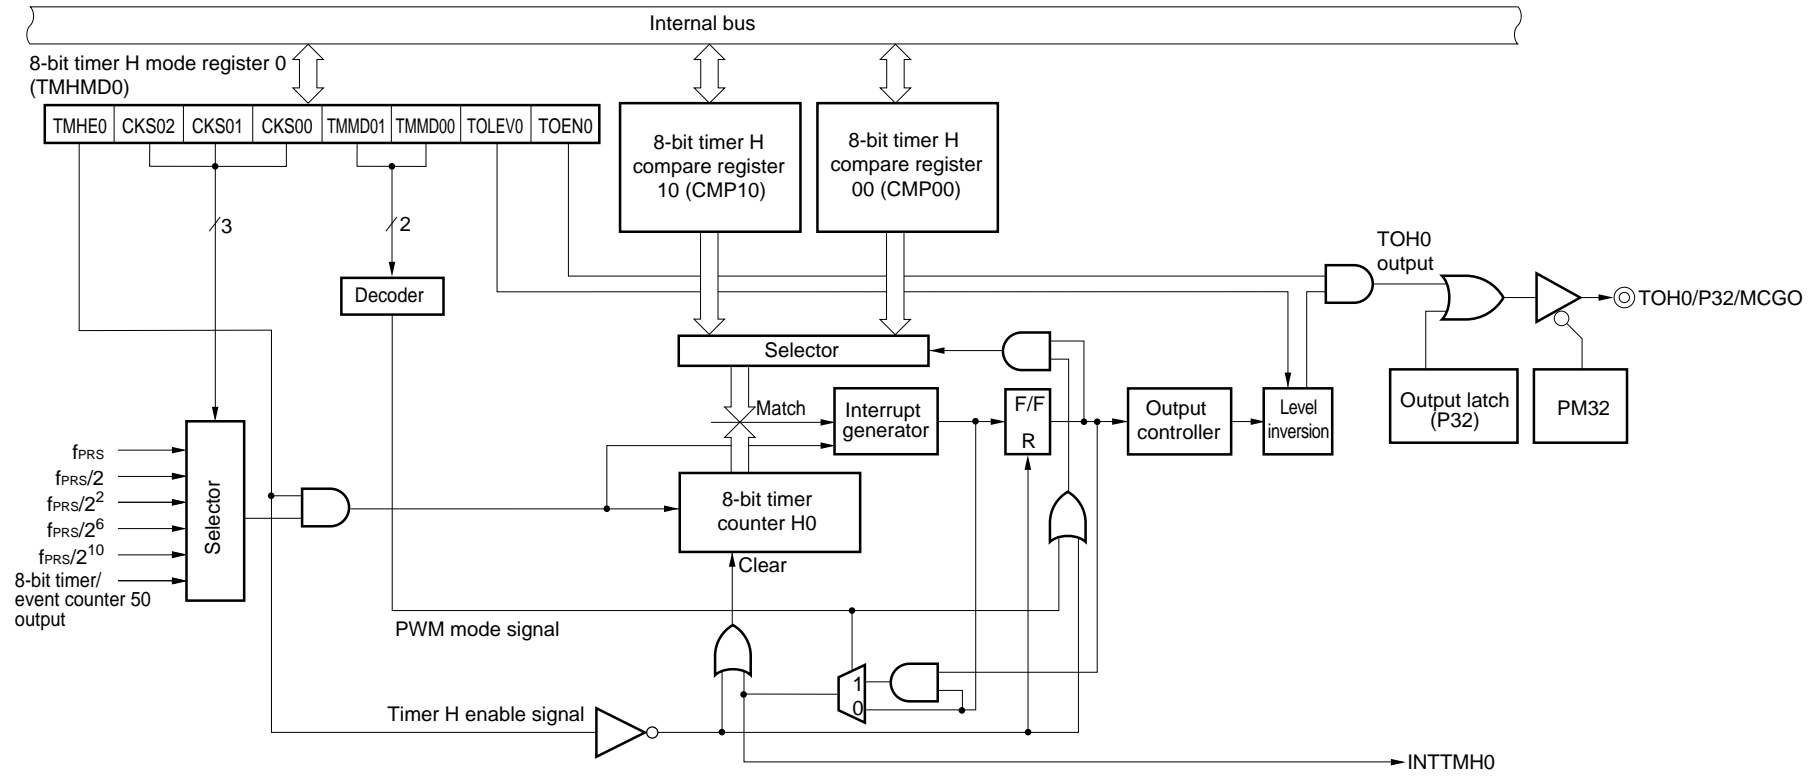 Internal bus
8-bit timer H mode register 0
(TMHMD0)
TMHE0 CKS02 CKS01 CKS00 TMMD01 TMMD00 TOLEV0 TOEN0
8-bit timer H
compare register
10 (CMP10)
8-bit timer H
compare register
00 (CMP00)
3
2
Decoder
TOH0
output
TOH0/P32/MCGO
Selector
Match
Interrupt
generator
F/F
R
Output
controller
Level
inversion
Output latch
(P32)
PM32
fPRS
fPRS/2
fPRS/2²
fPRS/2⁶
fPRS/2¹⁰
8-bit timer/
event counter 50
output
Selector
8-bit timer
counter H0
Clear
PWM mode signal
1
0
Timer H enable signal
INTTMH0